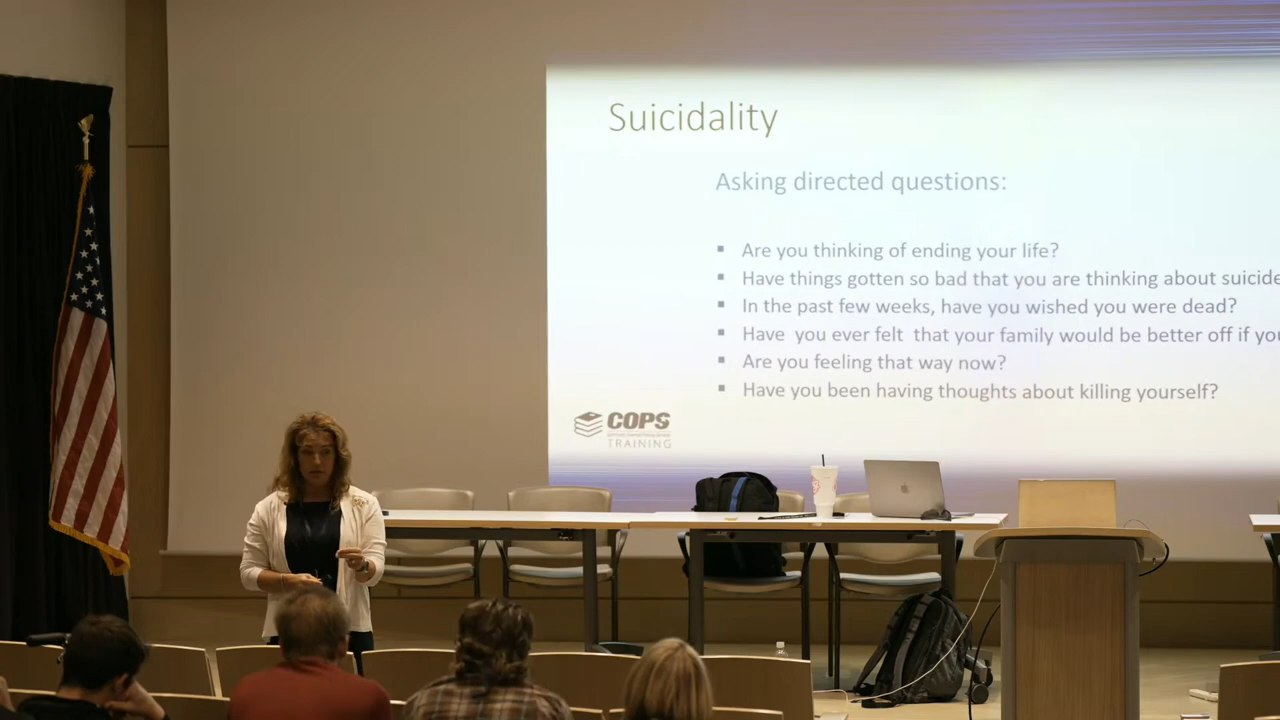 Suicidality
Asking directed questions:
Are you thinking of ending your life?
Have things gotten so bad that you are thinking about suicide
In the past few weeks, have you wished you were dead?
Have you ever felt that your family would be better off if you
Are you feeling that way now?
Have you been having thoughts about killing yourself?
COPS
TRAINING